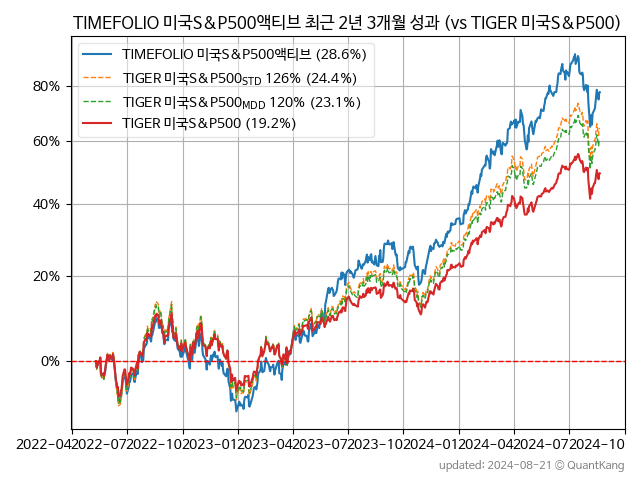 TIMEFOLIO 미국S&P500액티브 최근 2년 3개월 성과 (vs TIGER 미국S&P500)
TIMEFOLIO 미국S&P500액티브 (28.6%)
TIGER 미국S&P500STD 126% (24.4%)
TIGER 미국S&P500MDD 120% (23.1%)
TIGER 미국S&P500 (19.2%)
80%
60%
40%
20%
0%
2022-04 2022-07 2022-10 2023-01 2023-04 2023-07 2023-10 2024-01 2024-04 2024-07 2024-10
updated: 2024-08-21 © QuantKang